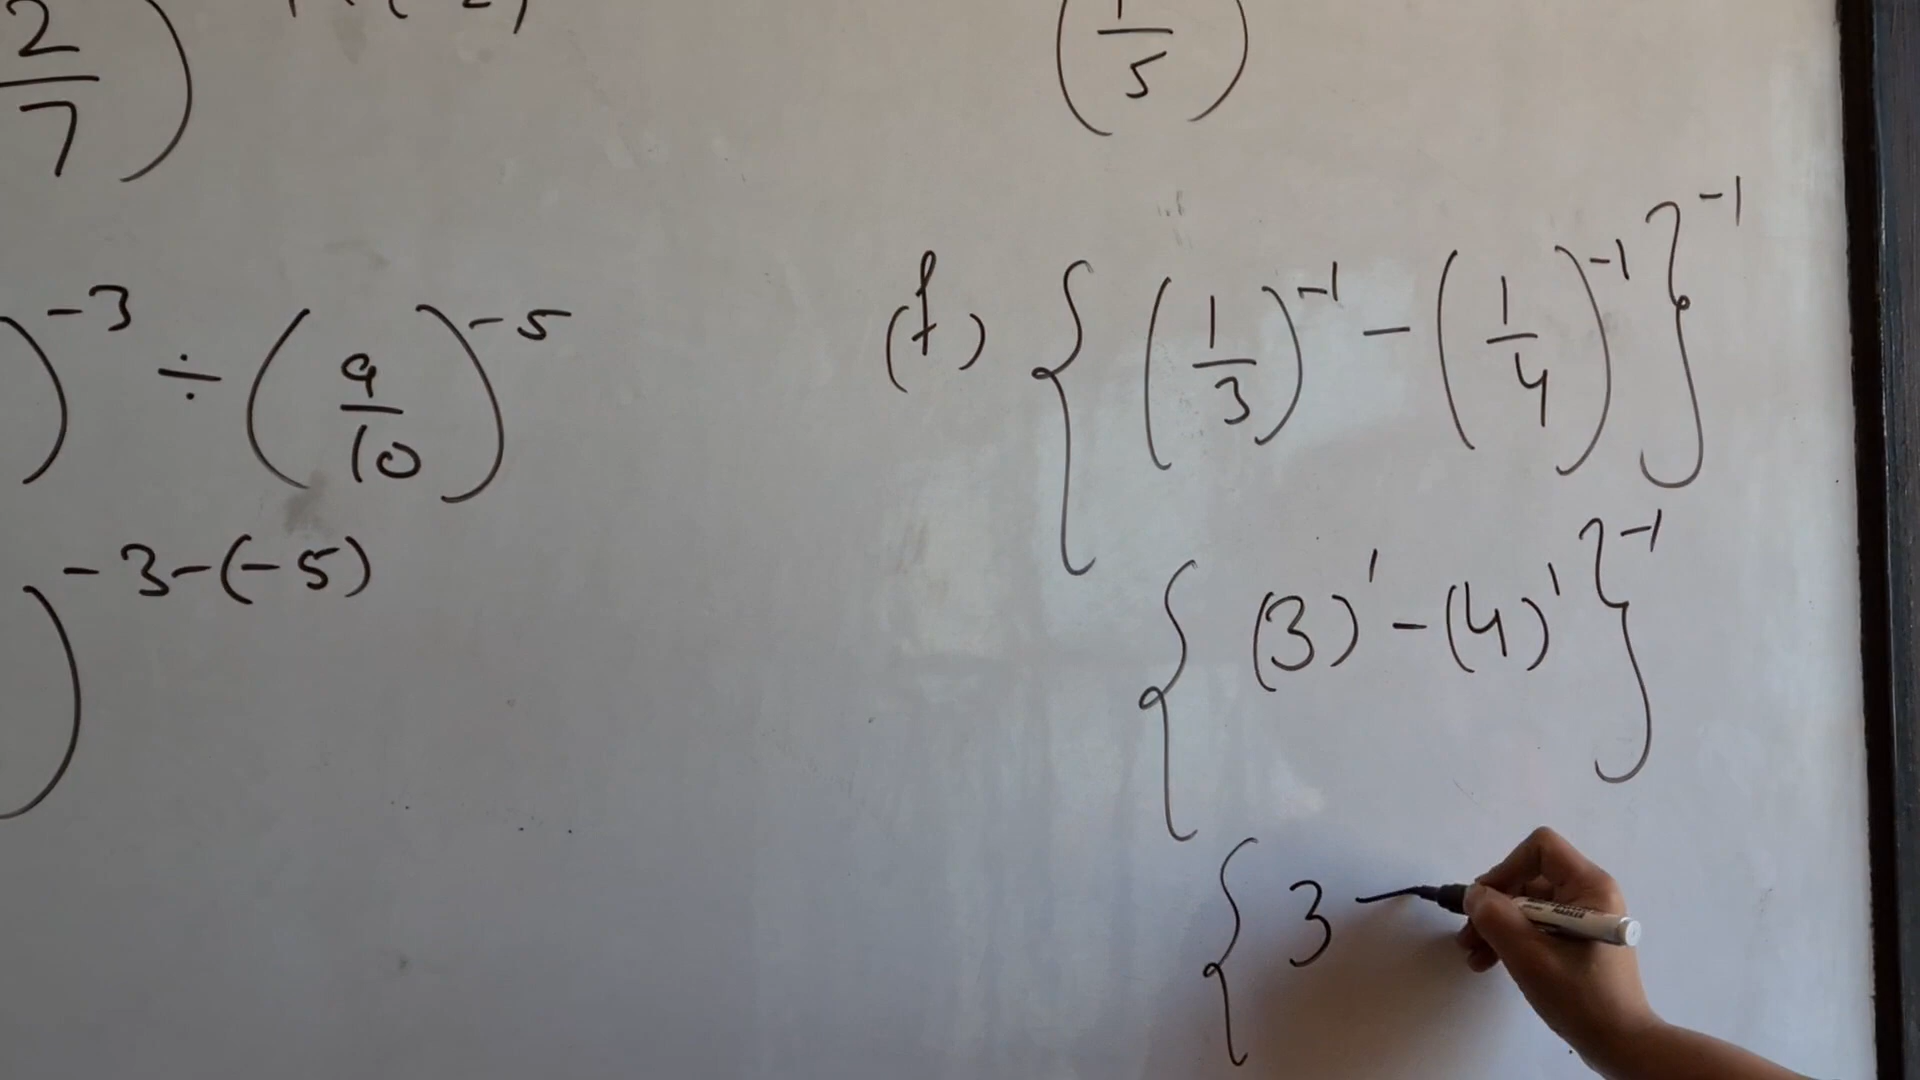 2/7)
(1/5)
)^-3 ÷ (9/10)^-5
)^-3-(-5)
(f) {(1/3)^-1 - (1/4)^-1}^-1
{(3)^1 - (4)^1}^-1
{3 -